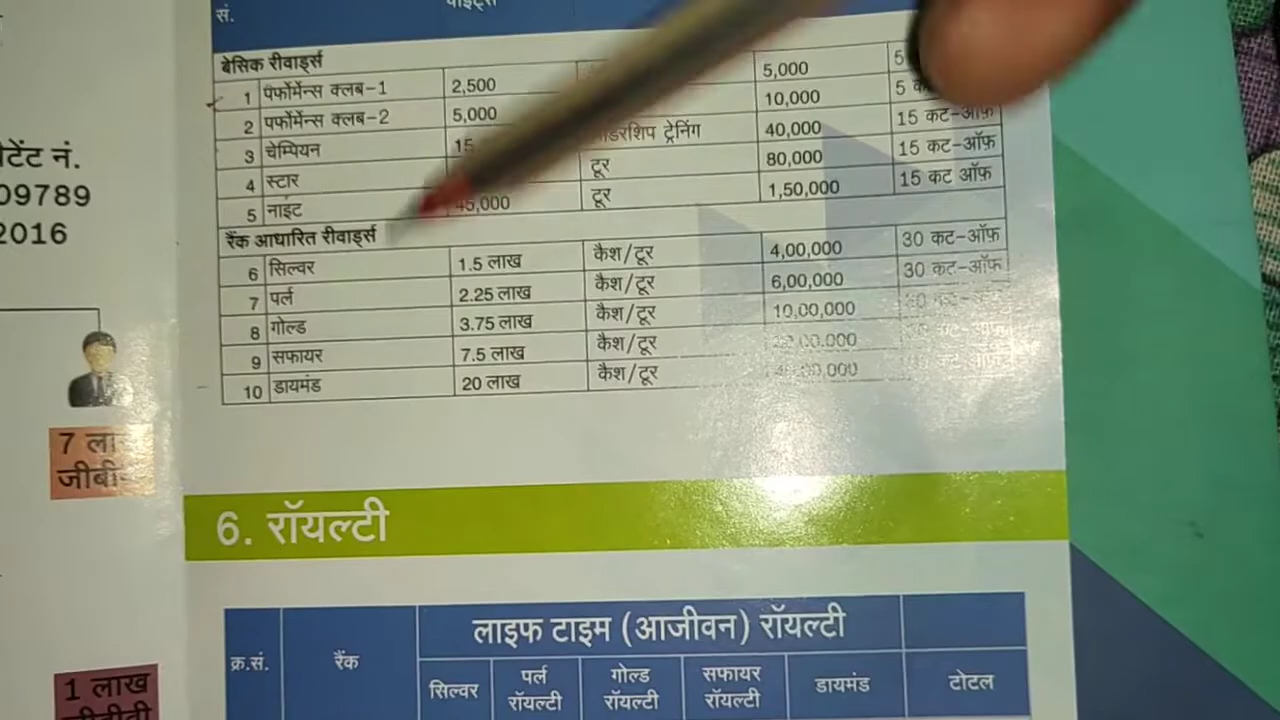 सं.
बेसिक रीवार्ड्स
1 पर्फोर्मेन्स क्लब-1 2,500 5,000 5
2 पर्फोर्मेन्स क्लब-2 5,000 10,000 5
3 चेम्पियन 15 ट्रेनिंग 40,000 15 कट-ऑफ़
4 स्टार टूर 80,000 15 कट-ऑफ़
5 नाइट 45,000 टूर 1,50,000 15 कट ऑफ़
रैंक आधारित रीवार्ड्स
6 सिल्वर 1.5 लाख कैश/टूर 4,00,000 30 कट-ऑफ़
7 पर्ल 2.25 लाख कैश/टूर 6,00,000 30 कट-ऑफ़
8 गोल्ड 3.75 लाख कैश/टूर 10,00,000
9 सफायर 7.5 लाख कैश/टूर
10 डायमंड 20 लाख कैश/टूर
नं.
09789
2016
7
1 लाख
6. रॉयल्टी
लाइफ टाइम (आजीवन) रॉयल्टी
क्र.सं. रैंक सिल्वर पर्ल रॉयल्टी गोल्ड रॉयल्टी सफायर रॉयल्टी डायमंड टोटल